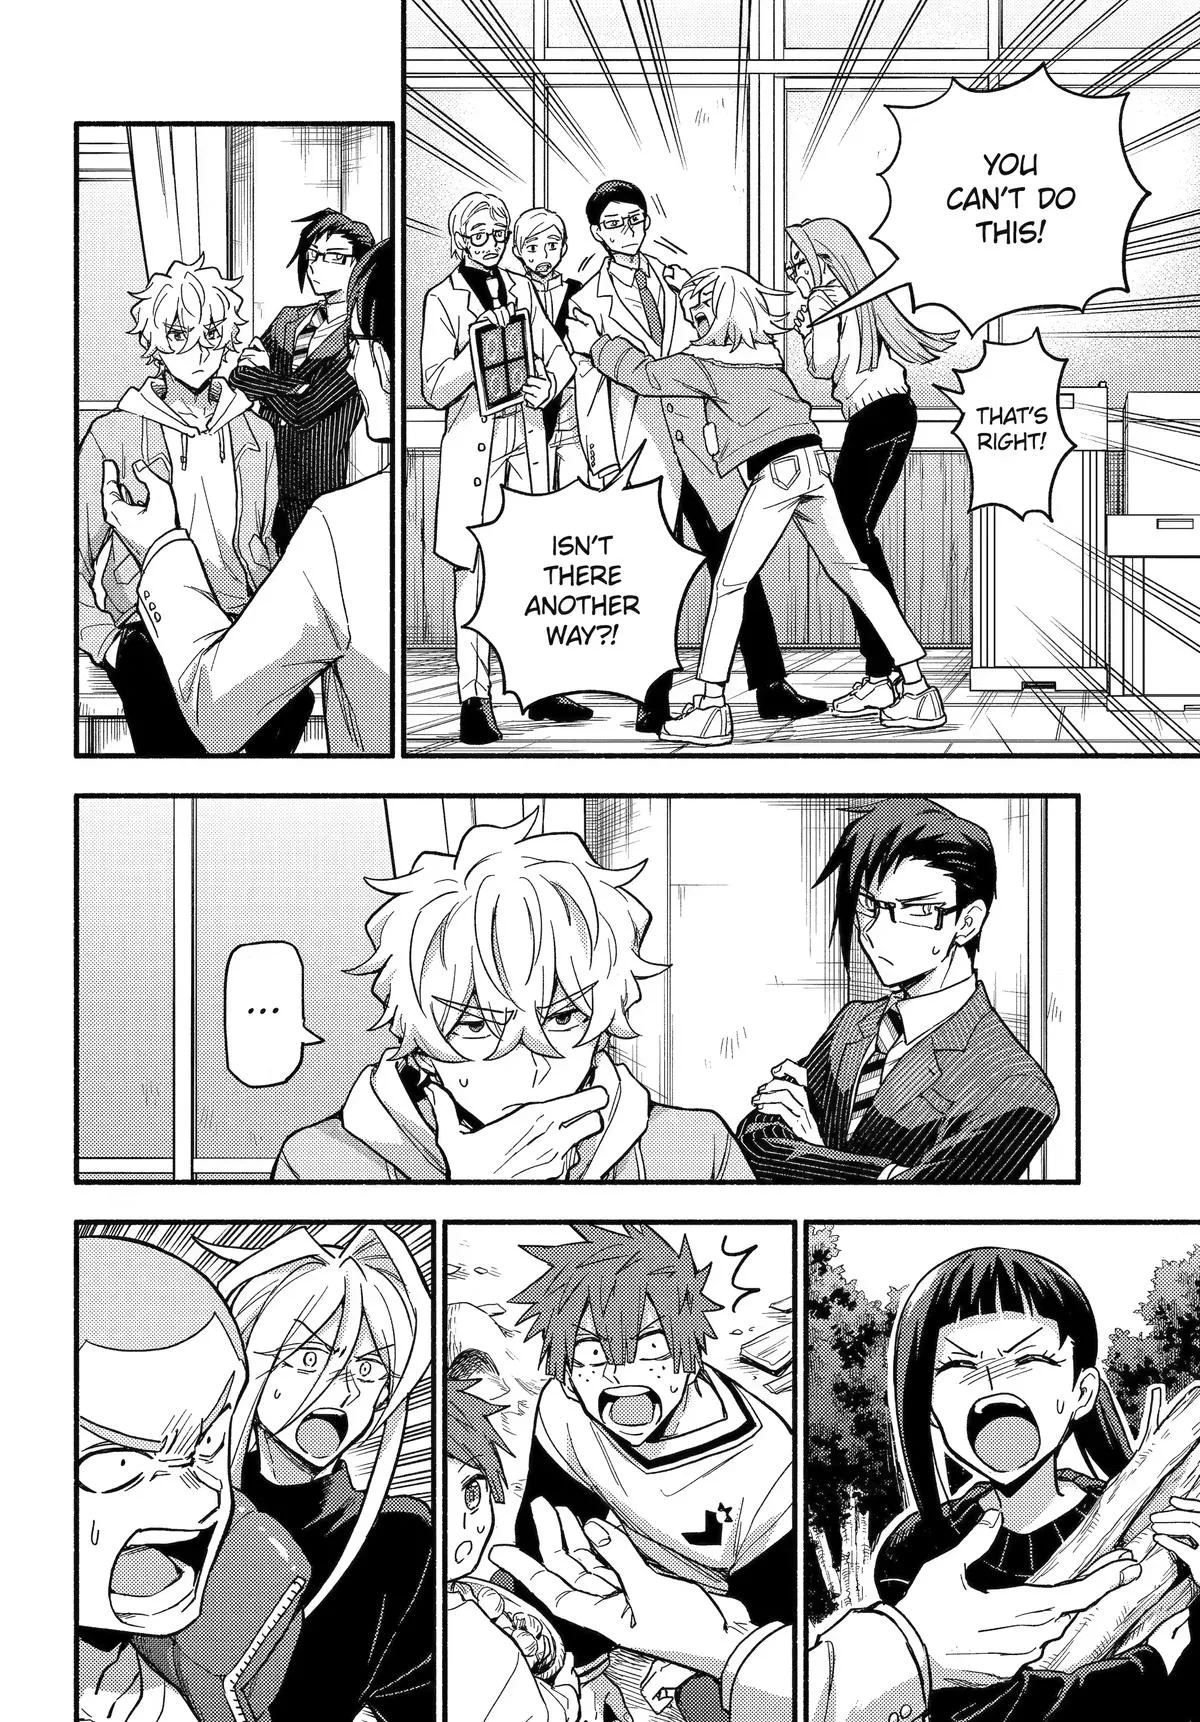 YOU
CAN'T DO
THIS!
THAT'S
RIGHT!
ISN'T
THERE
ANOTHER
WAY?!
...